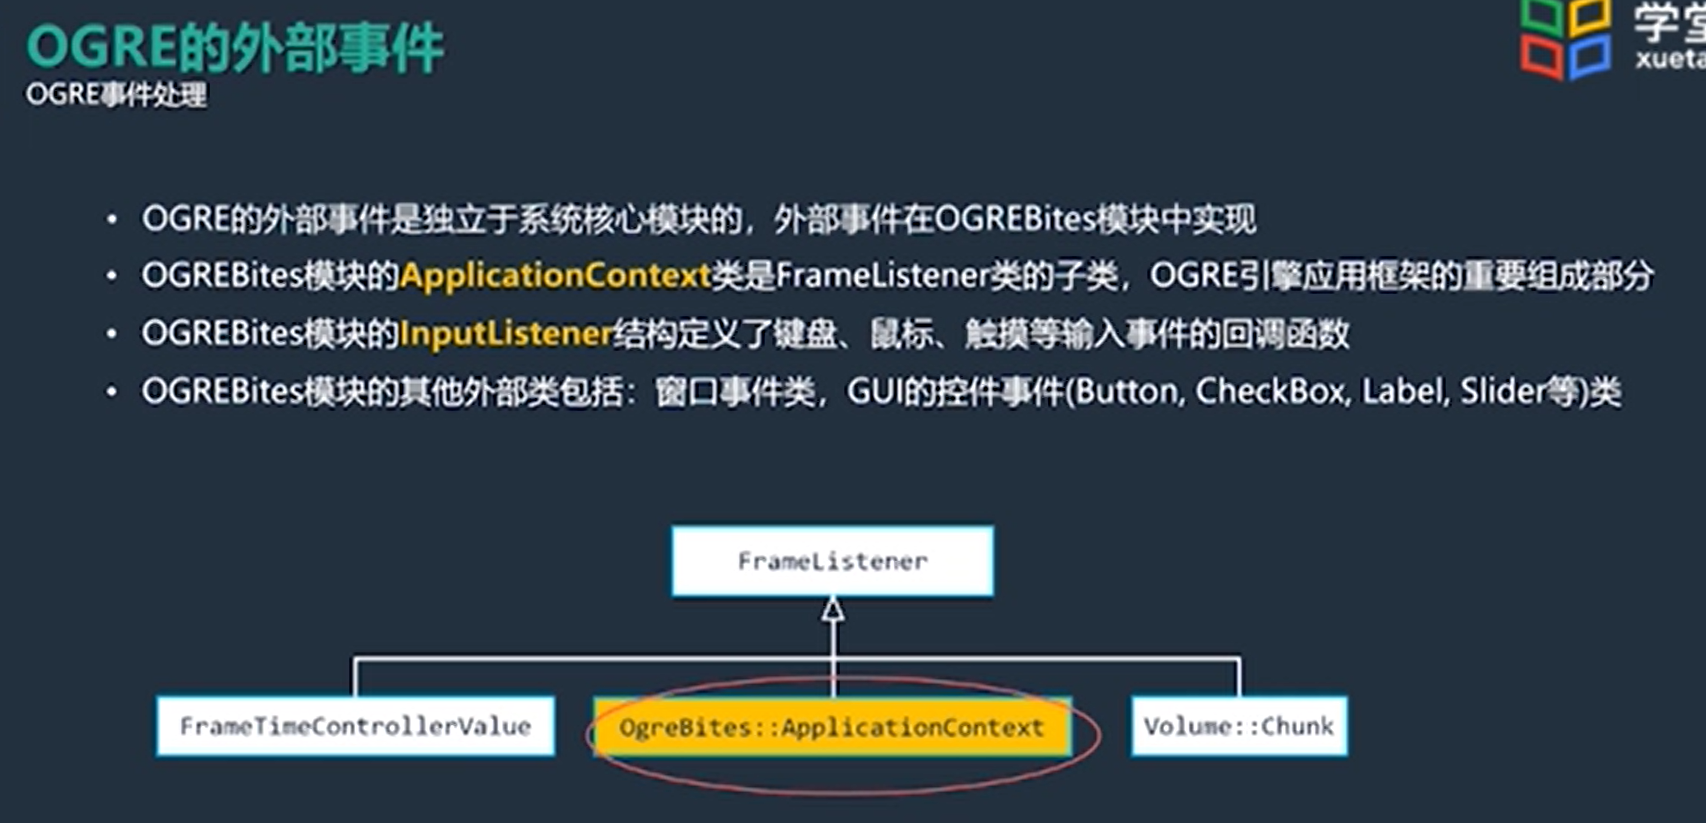 OGRE的外部事件
OGRE事件处理
学堂
xueta
• OGRE的外部事件是独立于系统核心模块的，外部事件在OGREBites模块中实现
• OGREBites模块的ApplicationContext类是FrameListener类的子类，OGRE引擎应用框架的重要组成部分
• OGREBites模块的InputListener结构定义了键盘、鼠标、触摸等输入事件的回调函数
• OGREBites模块的其他外部类包括：窗口事件类，GUI的控件事件(Button, CheckBox, Label, Slider等)类
FrameListener
FrameTimeControllerValue
OgreBites::ApplicationContext
Volume::Chunk